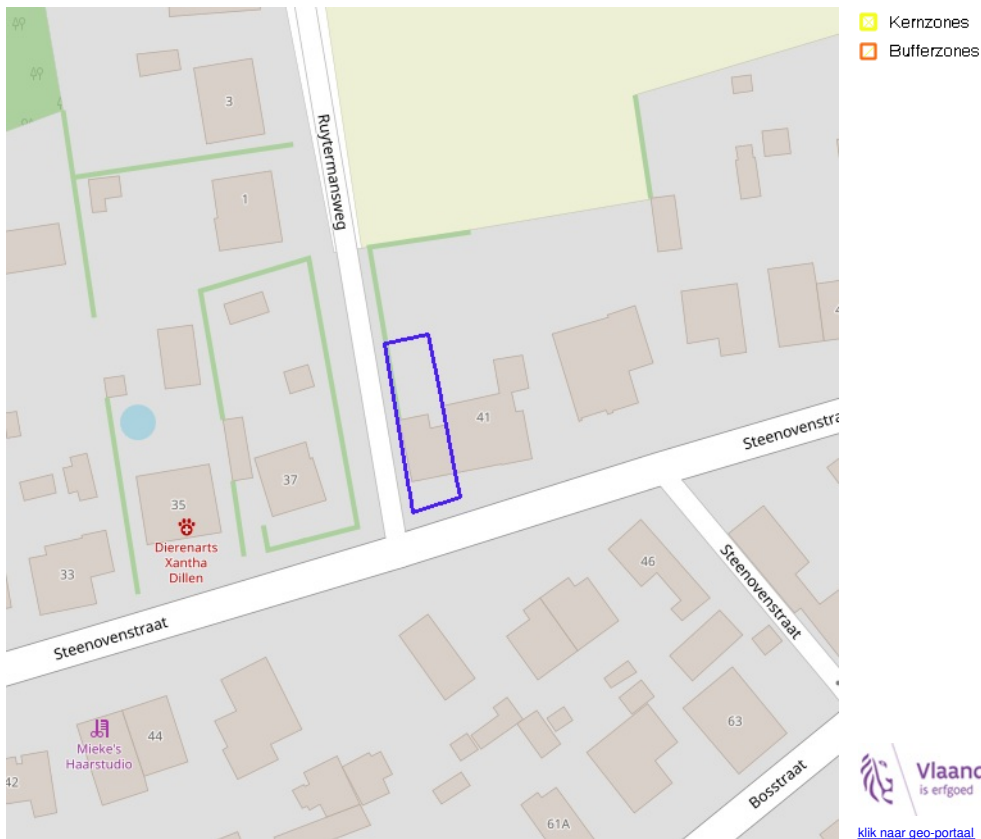 Kernzones
Bufferzones
3
Ruytermansweg
1
41
Steenovenstra
37
35
Dierenarts
Xantha
Dillen
33
46
Steenovenstraat
Steenovenstraat
63
44
Mieke's
Haarstudio
42
Bosstraat
61A
Vlaand
is erfgoed
klik naar geo-portaal